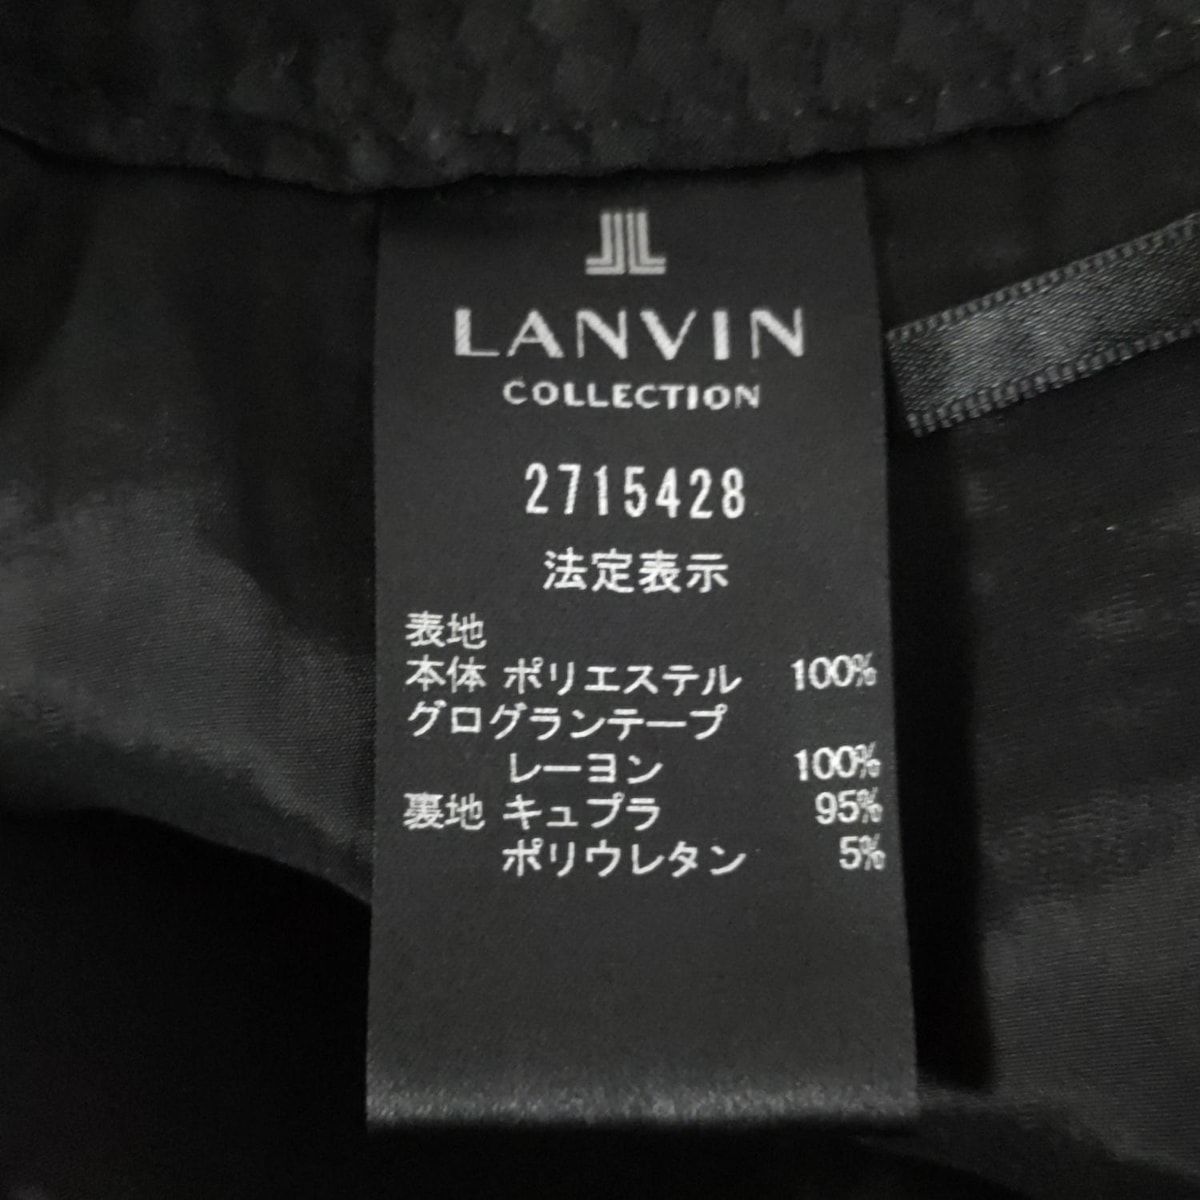 LANVIN
COLLECTION
2715428
法定表示
表地
本体 ポリエステル 100%
グログランテープ
レーヨン 100%
裏地 キュプラ 95%
ポリウレタン 5%